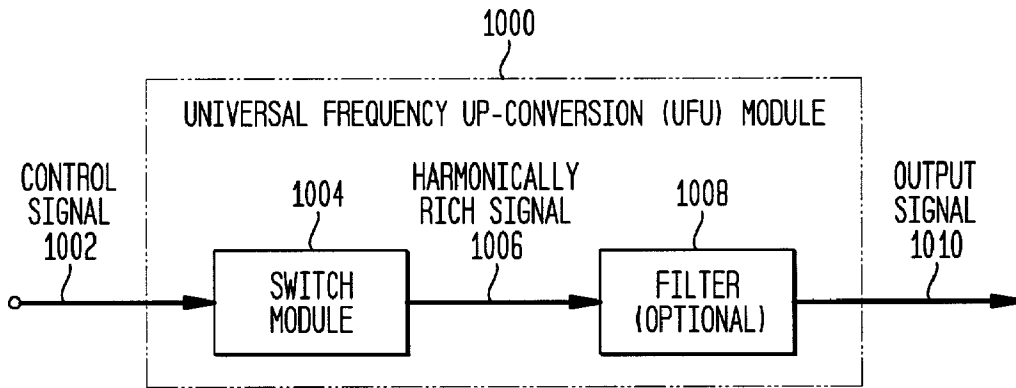 1000
UNIVERSAL FREQUENCY UP-CONVERSION (UFU) MODULE
CONTROL
SIGNAL
1002
1004
SWITCH
MODULE
HARMONICALLY
RICH SIGNAL
1006
1008
FILTER
(OPTIONAL)
OUTPUT
SIGNAL
1010